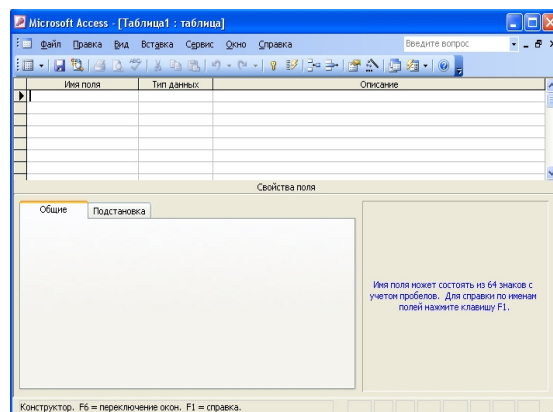 Microsoft Access - [Таблица1 : таблица]
Файл Правка Вид Вставка Сервис Окно Справка Введите вопрос
Имя поля Тип данных Описание
Свойства поля
Общие Подстановка
Имя поля может состоять из 64 знаков с
учетом пробелов. Для справки по именам
полей нажмите клавишу F1.
Конструктор. F6 = переключение окон. F1 = справка.